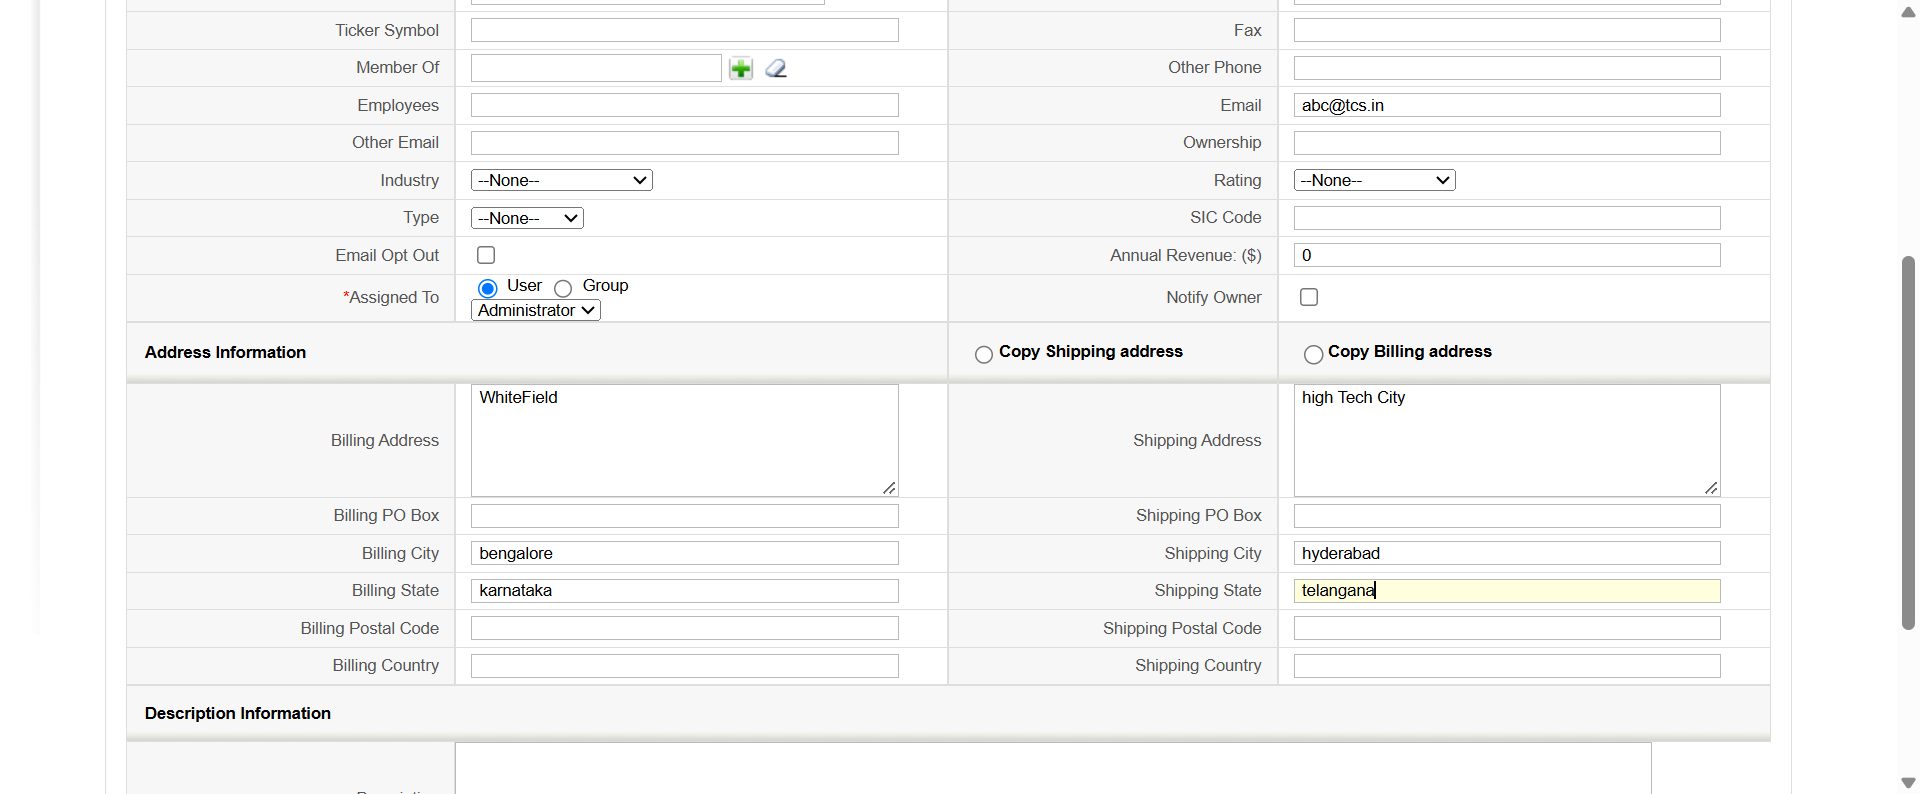 Ticker Symbol Fax
Member Of Other Phone
Employees Email abc@tcs.in
Other Email Ownership
Industry --None-- Rating --None--
Type --None-- SIC Code
Email Opt Out Annual Revenue: ($) 0
*Assigned To User Group Notify Owner
Administrator
Address Information Copy Shipping address Copy Billing address
WhiteField high Tech City
Billing Address Shipping Address
Billing PO Box Shipping PO Box
Billing City bengalore Shipping City hyderabad
Billing State karnataka Shipping State telangana
Billing Postal Code Shipping Postal Code
Billing Country Shipping Country
Description Information